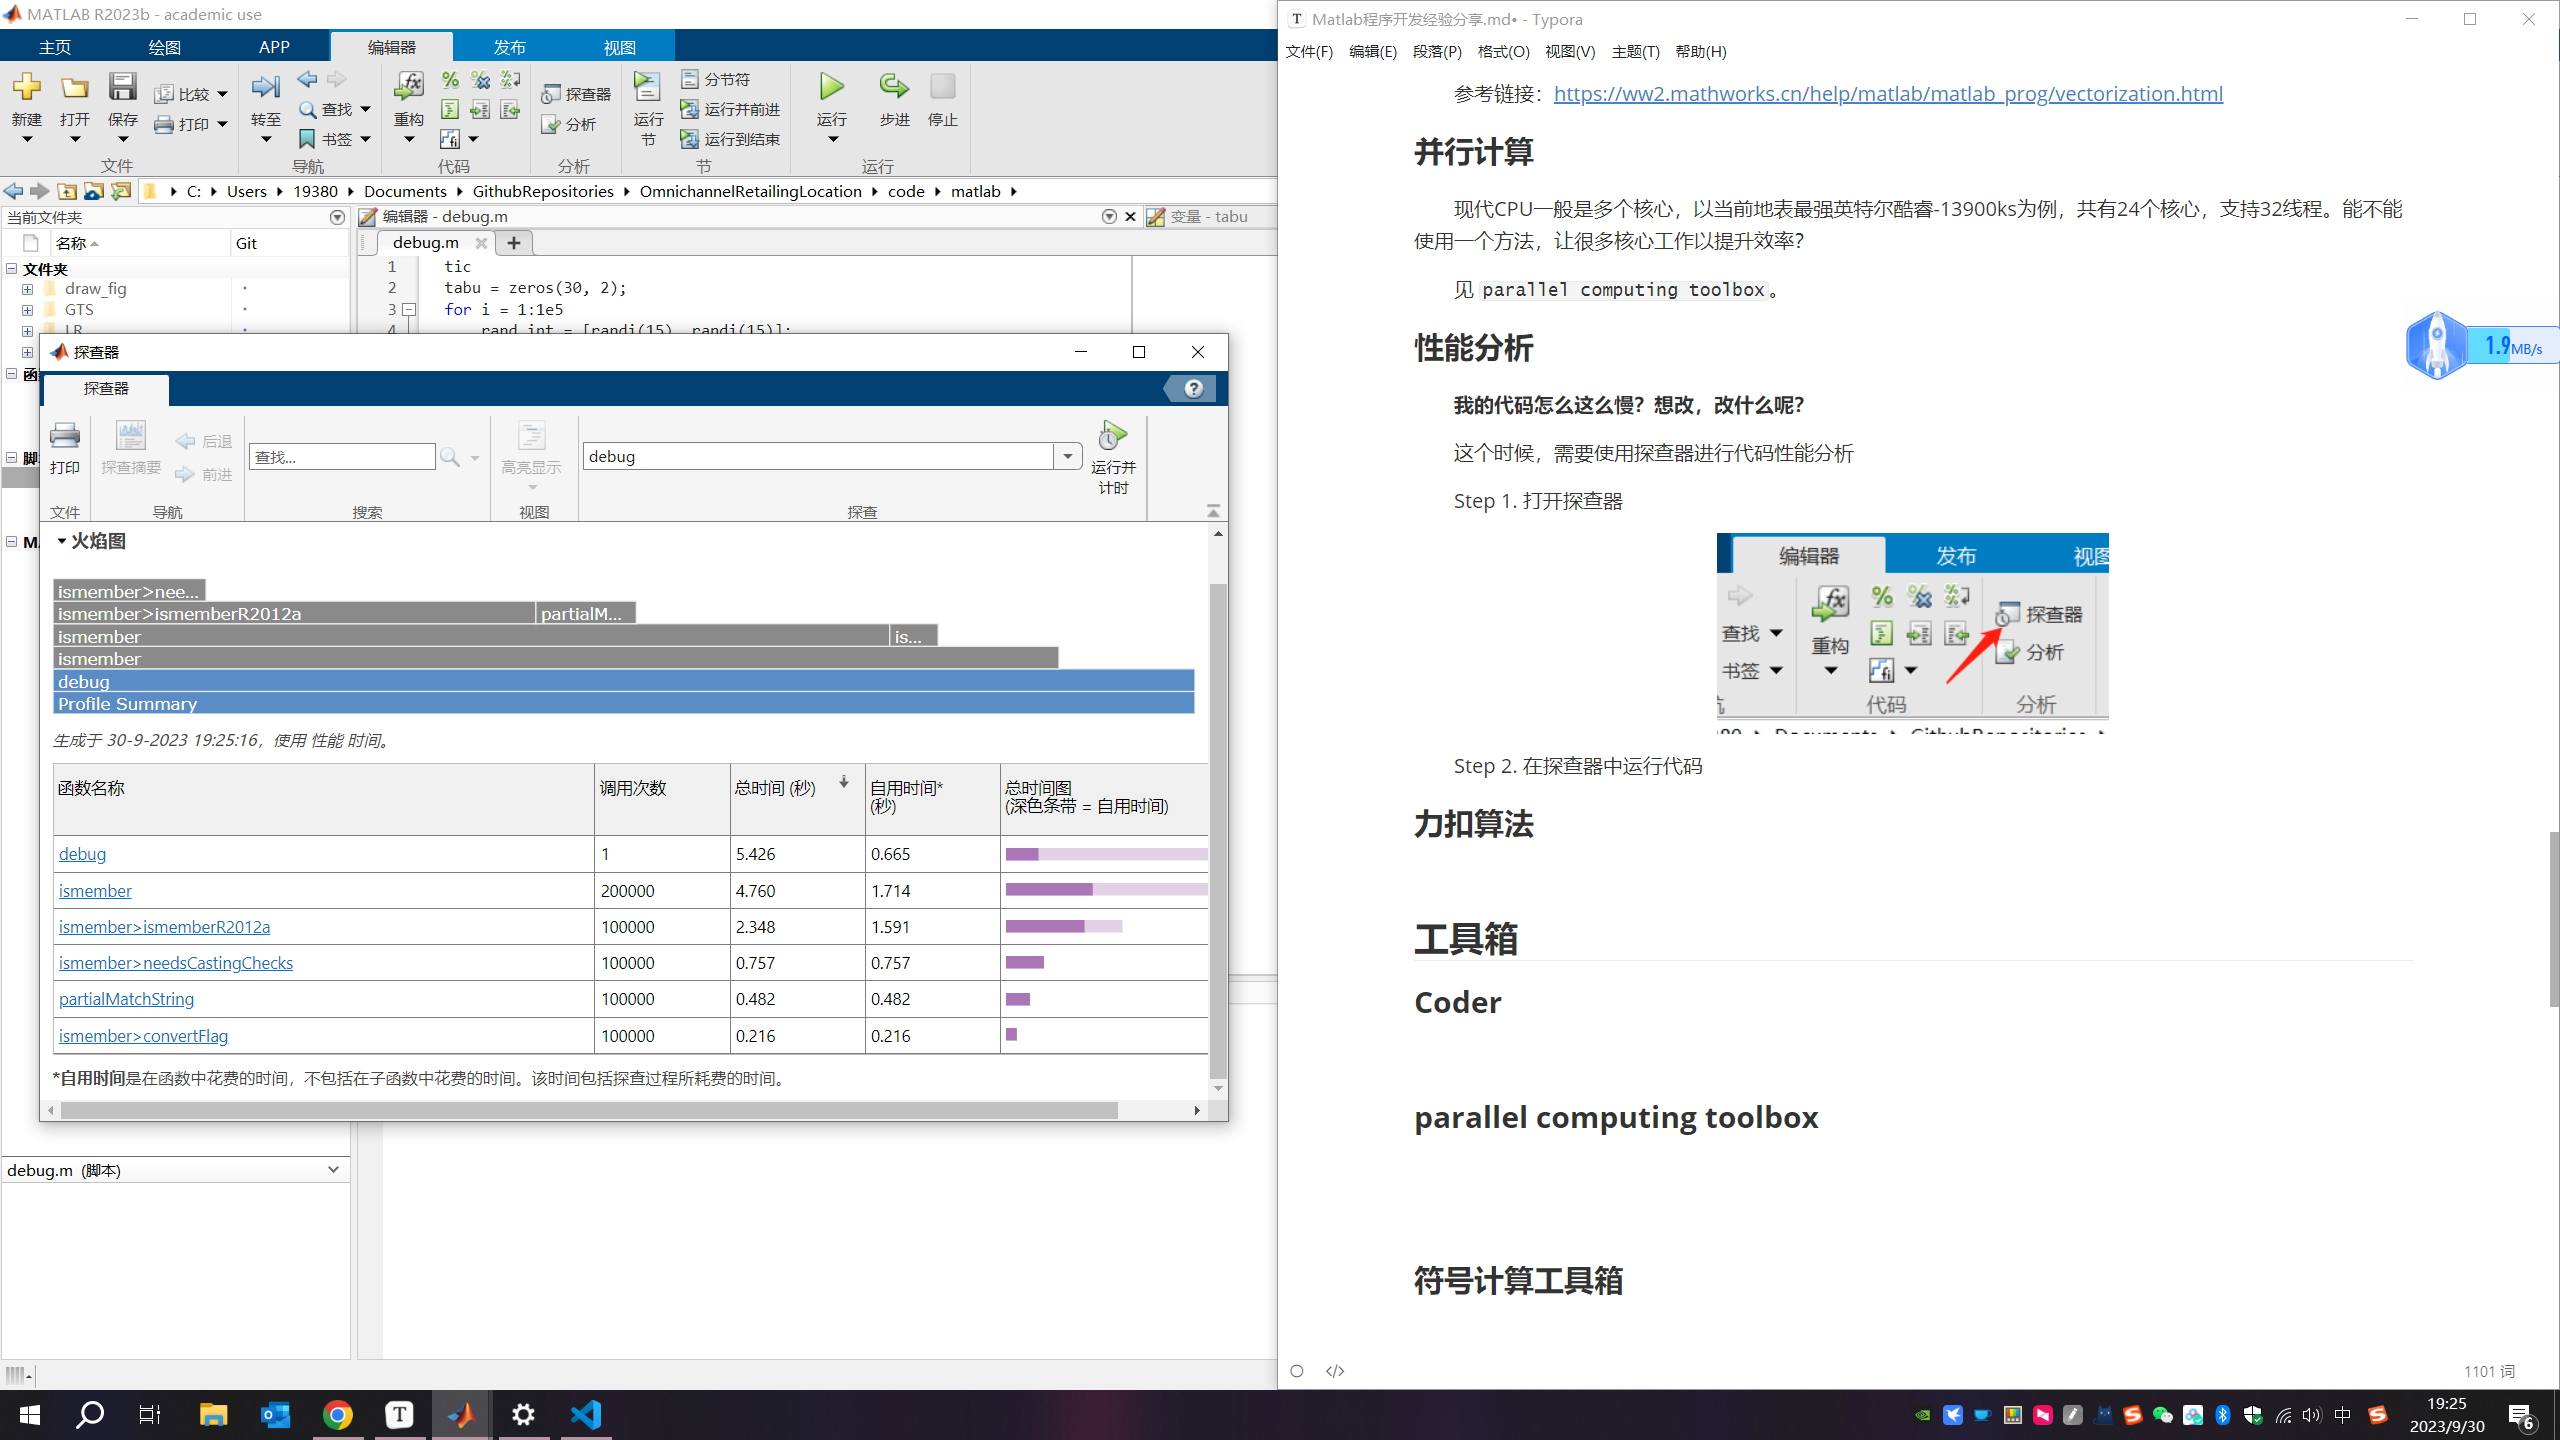 MATLAB R2023b - academic use
主页 绘图 APP 编辑器 发布 视图
新建 打开 保存 比较 打印 转至 查找 书签 重构 探查器 分析 运行节 分节符 运行并前进 运行到结束 运行 步进 停止
文件 导航 代码 分析 节 运行
C: Users 19380 Documents GithubRepositories OmnichannelRetailingLocation code matlab
当前文件夹
名称 Git
文件夹
draw_fig
GTS
LR
编辑器 - debug.m
变量 - tabu
debug.m
1 tic
2 tabu = zeros(30, 2);
3 for i = 1:1e5
4 rand_int = [randi(15), randi(15)];
探查器
探查器
打印 探查摘要 后退 前进 查找... 高亮显示 debug 运行并计时
文件 导航 搜索 视图 探查
火焰图
ismember>nee...
ismember>ismemberR2012a partialM...
ismember is...
ismember
debug
Profile Summary
生成于 30-9-2023 19:25:16，使用 性能 时间。
函数名称 调用次数 总时间 (秒) 自用时间* (秒) 总时间图 (深色条带 = 自用时间)
debug 1 5.426 0.665
ismember 200000 4.760 1.714
ismember>ismemberR2012a 100000 2.348 1.591
ismember>needsCastingChecks 100000 0.757 0.757
partialMatchString 100000 0.482 0.482
ismember>convertFlag 100000 0.216 0.216
*自用时间是在函数中花费的时间，不包括在子函数中花费的时间。该时间包括探查过程所耗费的时间。
debug.m (脚本)
Matlab程序开发经验分享.md• - Typora
文件(F) 编辑(E) 段落(P) 格式(O) 视图(V) 主题(T) 帮助(H)
参考链接：https://ww2.mathworks.cn/help/matlab/matlab_prog/vectorization.html
并行计算
现代CPU一般是多个核心，以当前地表最强英特尔酷睿-13900ks为例，共有24个核心，支持32线程。能不能
使用一个方法，让很多核心工作以提升效率？
见 parallel computing toolbox。
性能分析
我的代码怎么这么慢？想改，改什么呢？
这个时候，需要使用探查器进行代码性能分析
Step 1. 打开探查器
编辑器 发布 视图
查找 书签 重构 探查器 分析
代码 分析
Step 2. 在探查器中运行代码
力扣算法
工具箱
Coder
parallel computing toolbox
符号计算工具箱
1101 词
1.9MB/s
中
19:25
2023/9/30
6